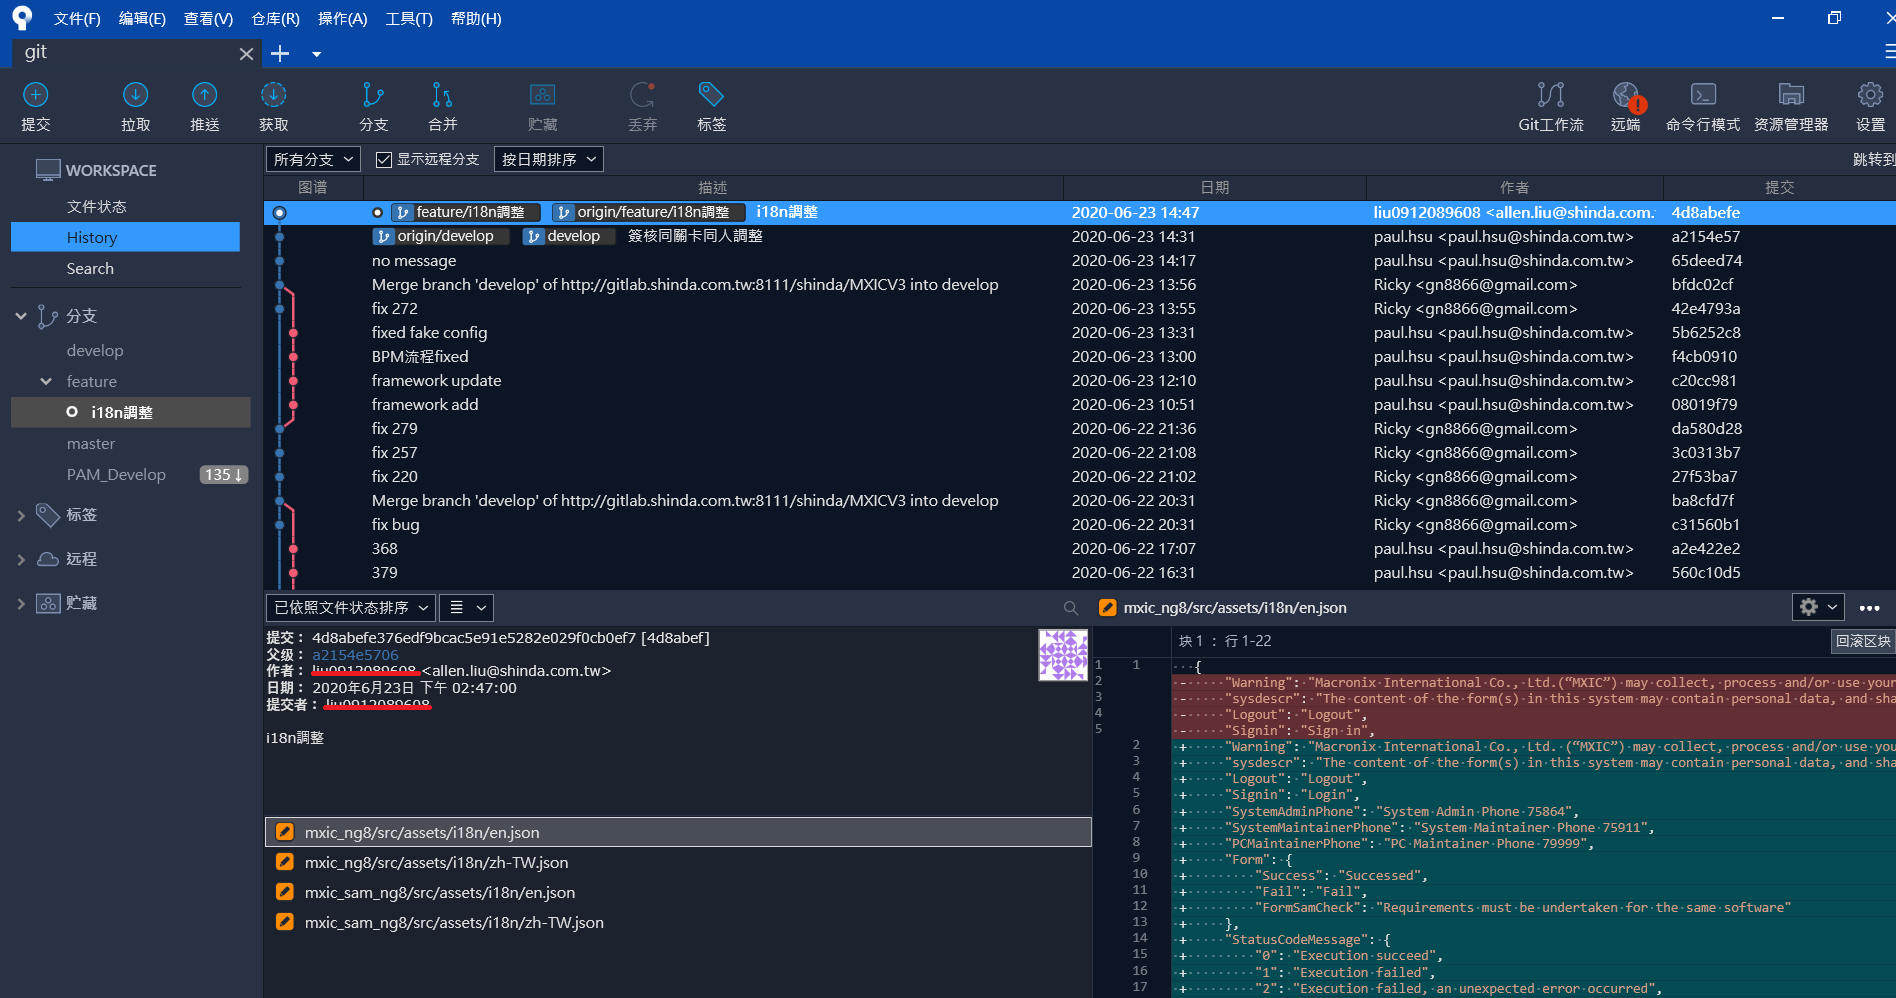 文件(F) 编辑(E) 查看(V) 仓库(R) 操作(A) 工具(T) 帮助(H)
git
提交 拉取 推送 获取 分支 合并 贮藏 丢弃 标签 Git工作流 远端 命令行模式 资源管理器 设置
WORKSPACE
文件状态
History
Search
分支
develop
feature
i18n調整
master
PAM_Develop 135↓
标签
远程
贮藏
所有分支 显示远程分支 按日期排序 跳转到
图谱 描述 日期 作者 提交
feature/i18n調整 origin/feature/i18n調整 i18n調整 2020-06-23 14:47 liu0912089608 <allen.liu@shinda.com. 4d8abefe
origin/develop develop 簽核同關卡同人調整 2020-06-23 14:31 paul.hsu <paul.hsu@shinda.com.tw> a2154e57
no message 2020-06-23 14:17 paul.hsu <paul.hsu@shinda.com.tw> 65deed74
Merge branch 'develop' of http://gitlab.shinda.com.tw:8111/shinda/MXICV3 into develop 2020-06-23 13:56 Ricky <gn8866@gmail.com> bfdc02cf
fix 272 2020-06-23 13:55 Ricky <gn8866@gmail.com> 42e4793a
fixed fake config 2020-06-23 13:31 paul.hsu <paul.hsu@shinda.com.tw> 5b6252c8
BPM流程fixed 2020-06-23 13:00 paul.hsu <paul.hsu@shinda.com.tw> f4cb0910
framework update 2020-06-23 12:10 paul.hsu <paul.hsu@shinda.com.tw> c20cc981
framework add 2020-06-23 10:51 paul.hsu <paul.hsu@shinda.com.tw> 08019f79
fix 279 2020-06-22 21:36 Ricky <gn8866@gmail.com> da580d28
fix 257 2020-06-22 21:08 Ricky <gn8866@gmail.com> 3c0313b7
fix 220 2020-06-22 21:02 Ricky <gn8866@gmail.com> 27f53ba7
Merge branch 'develop' of http://gitlab.shinda.com.tw:8111/shinda/MXICV3 into develop 2020-06-22 20:31 Ricky <gn8866@gmail.com> ba8cfd7f
fix bug 2020-06-22 20:31 Ricky <gn8866@gmail.com> c31560b1
368 2020-06-22 17:07 paul.hsu <paul.hsu@shinda.com.tw> a2e422e2
379 2020-06-22 16:31 paul.hsu <paul.hsu@shinda.com.tw> 560c10d5
已依照文件状态排序
提交： 4d8abefe376edf9bcac5e91e5282e029f0cb0ef7 [4d8abef]
父级： a2154e5706
作者： <allen.liu@shinda.com.tw>
日期： 2020年6月23日 下午 02:47:00
提交者：
i18n調整
mxic_ng8/src/assets/i18n/en.json
mxic_ng8/src/assets/i18n/zh-TW.json
mxic_sam_ng8/src/assets/i18n/en.json
mxic_sam_ng8/src/assets/i18n/zh-TW.json
mxic_ng8/src/assets/i18n/en.json
块 1 ： 行 1-22 回滚区块
1 1 {
2 - "Warning": "Macronix International Co., Ltd.(“MXIC”) may collect, process and/or use your
3 - "sysdescr": "The content of the form(s) in this system may contain personal data, and sha
4 - "Logout": "Logout",
5 - "Signin": "Sign in",
2 + "Warning": "Macronix International Co., Ltd. (“MXIC”) may collect, process and/or use you
3 + "sysdescr": "The content of the form(s) in this system may contain personal data, and sha
4 + "Logout": "Logout",
5 + "Signin": "Login",
6 + "SystemAdminPhone": "System Admin Phone 75864",
7 + "SystemMaintainerPhone": "System Maintainer Phone 75911",
8 + "PCMaintainerPhone": "PC Maintainer Phone 79999",
9 + "Form": {
10 + "Success": "Successed",
11 + "Fail": "Fail",
12 + "FormSamCheck": "Requirements must be undertaken for the same software"
13 + },
14 + "StatusCodeMessage": {
15 + "0": "Execution succeed",
16 + "1": "Execution failed",
17 + "2": "Execution failed, an unexpected error occurred",